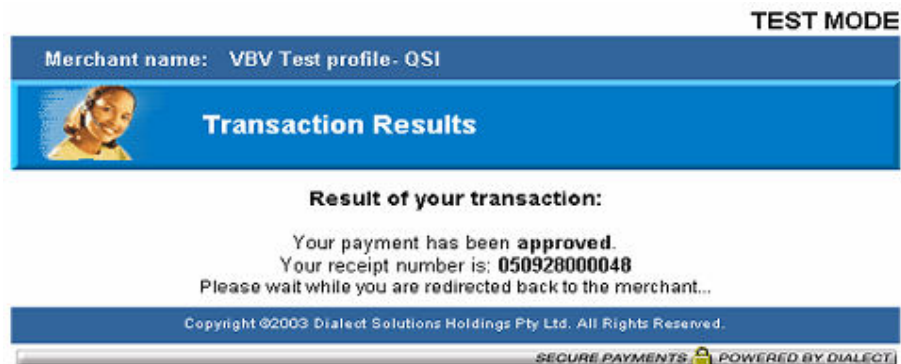 TEST MODE
Merchant name: VBV Test profile- QSI
Transaction Results
Result of your transaction:
Your payment has been approved.
Your receipt number is: 050928000048
Please wait while you are redirected back to the merchant...
Copyright ©2003 Dialect Solutions Holdings Pty Ltd. All Rights Reserved.
SECURE PAYMENTS POWERED BY DIALECT